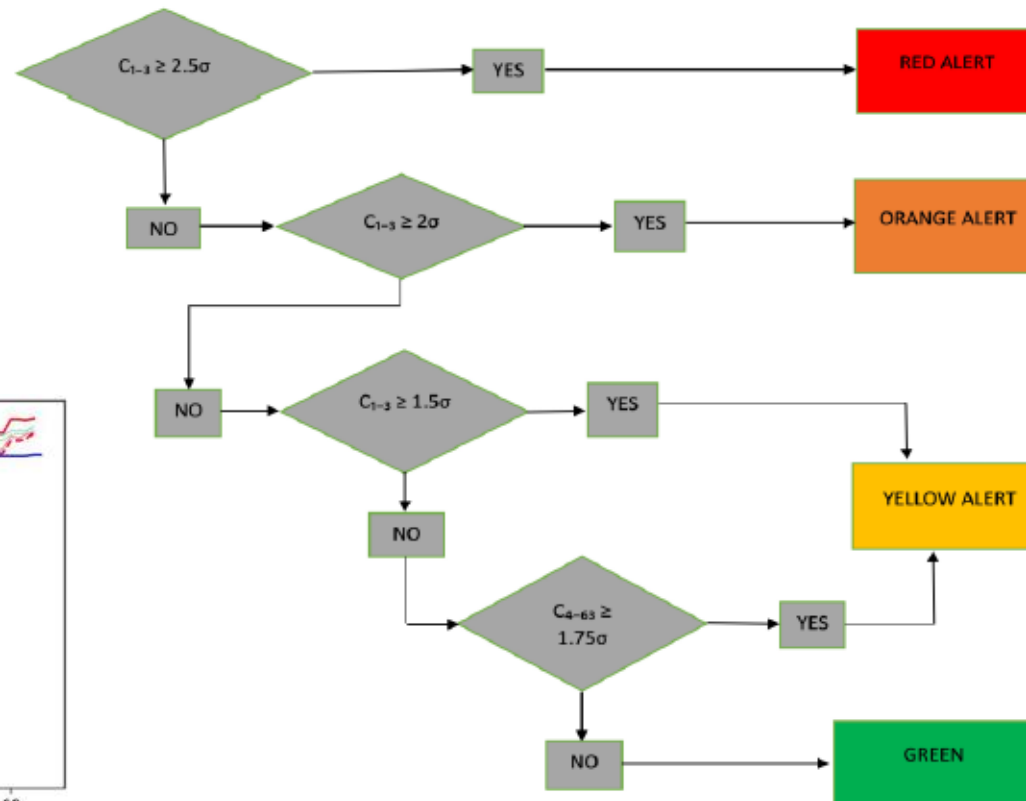 C₁₋₃ ≥ 2.5σ
YES
RED ALERT
NO
C₁₋₃ ≥ 2σ
YES
ORANGE ALERT
NO
C₁₋₃ ≥ 1.5σ
YES
YELLOW ALERT
NO
C₄₋₆₃ ≥
1.75σ
YES
NO
GREEN